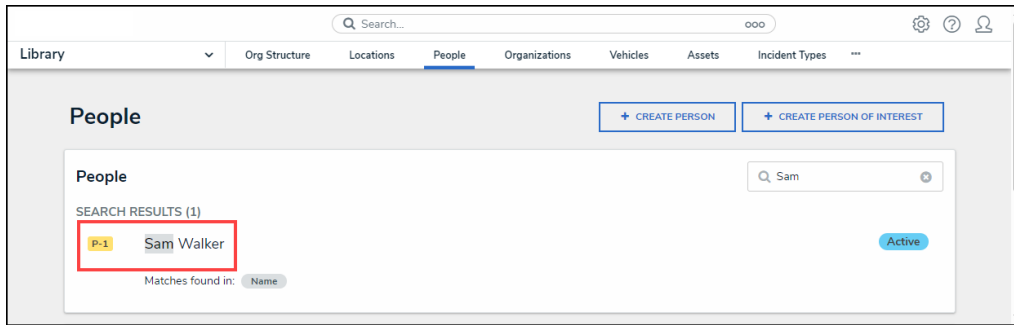 Search...
Library Org Structure Locations People Organizations Vehicles Assets Incident Types
People + CREATE PERSON + CREATE PERSON OF INTEREST
People Sam
SEARCH RESULTS (1)
P-1 Sam Walker Active
Matches found in: Name